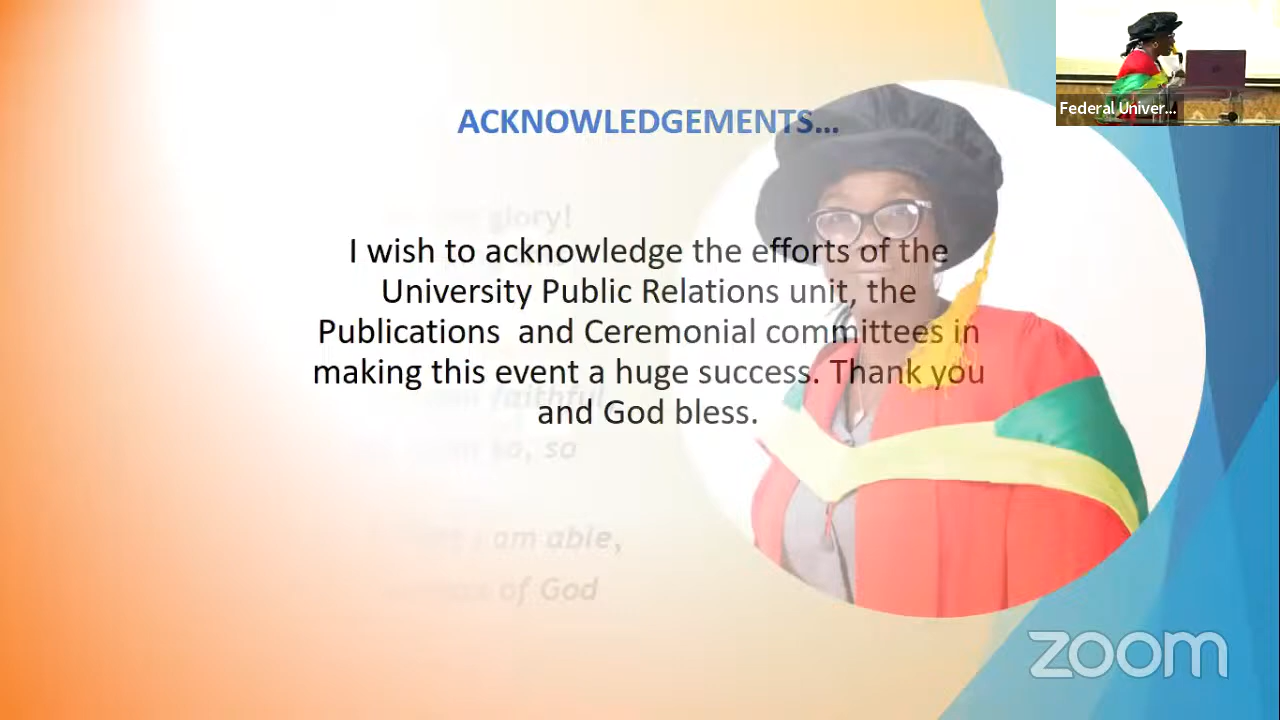 Federal Univer...
ACKNOWLEDGEMENTS...
glory!
I wish to acknowledge the efforts of the
University Public Relations unit, the
Publications and Ceremonial committees in
making this event a huge success. Thank you
and God bless.
faithful
so, so
am able,
of God
zoom